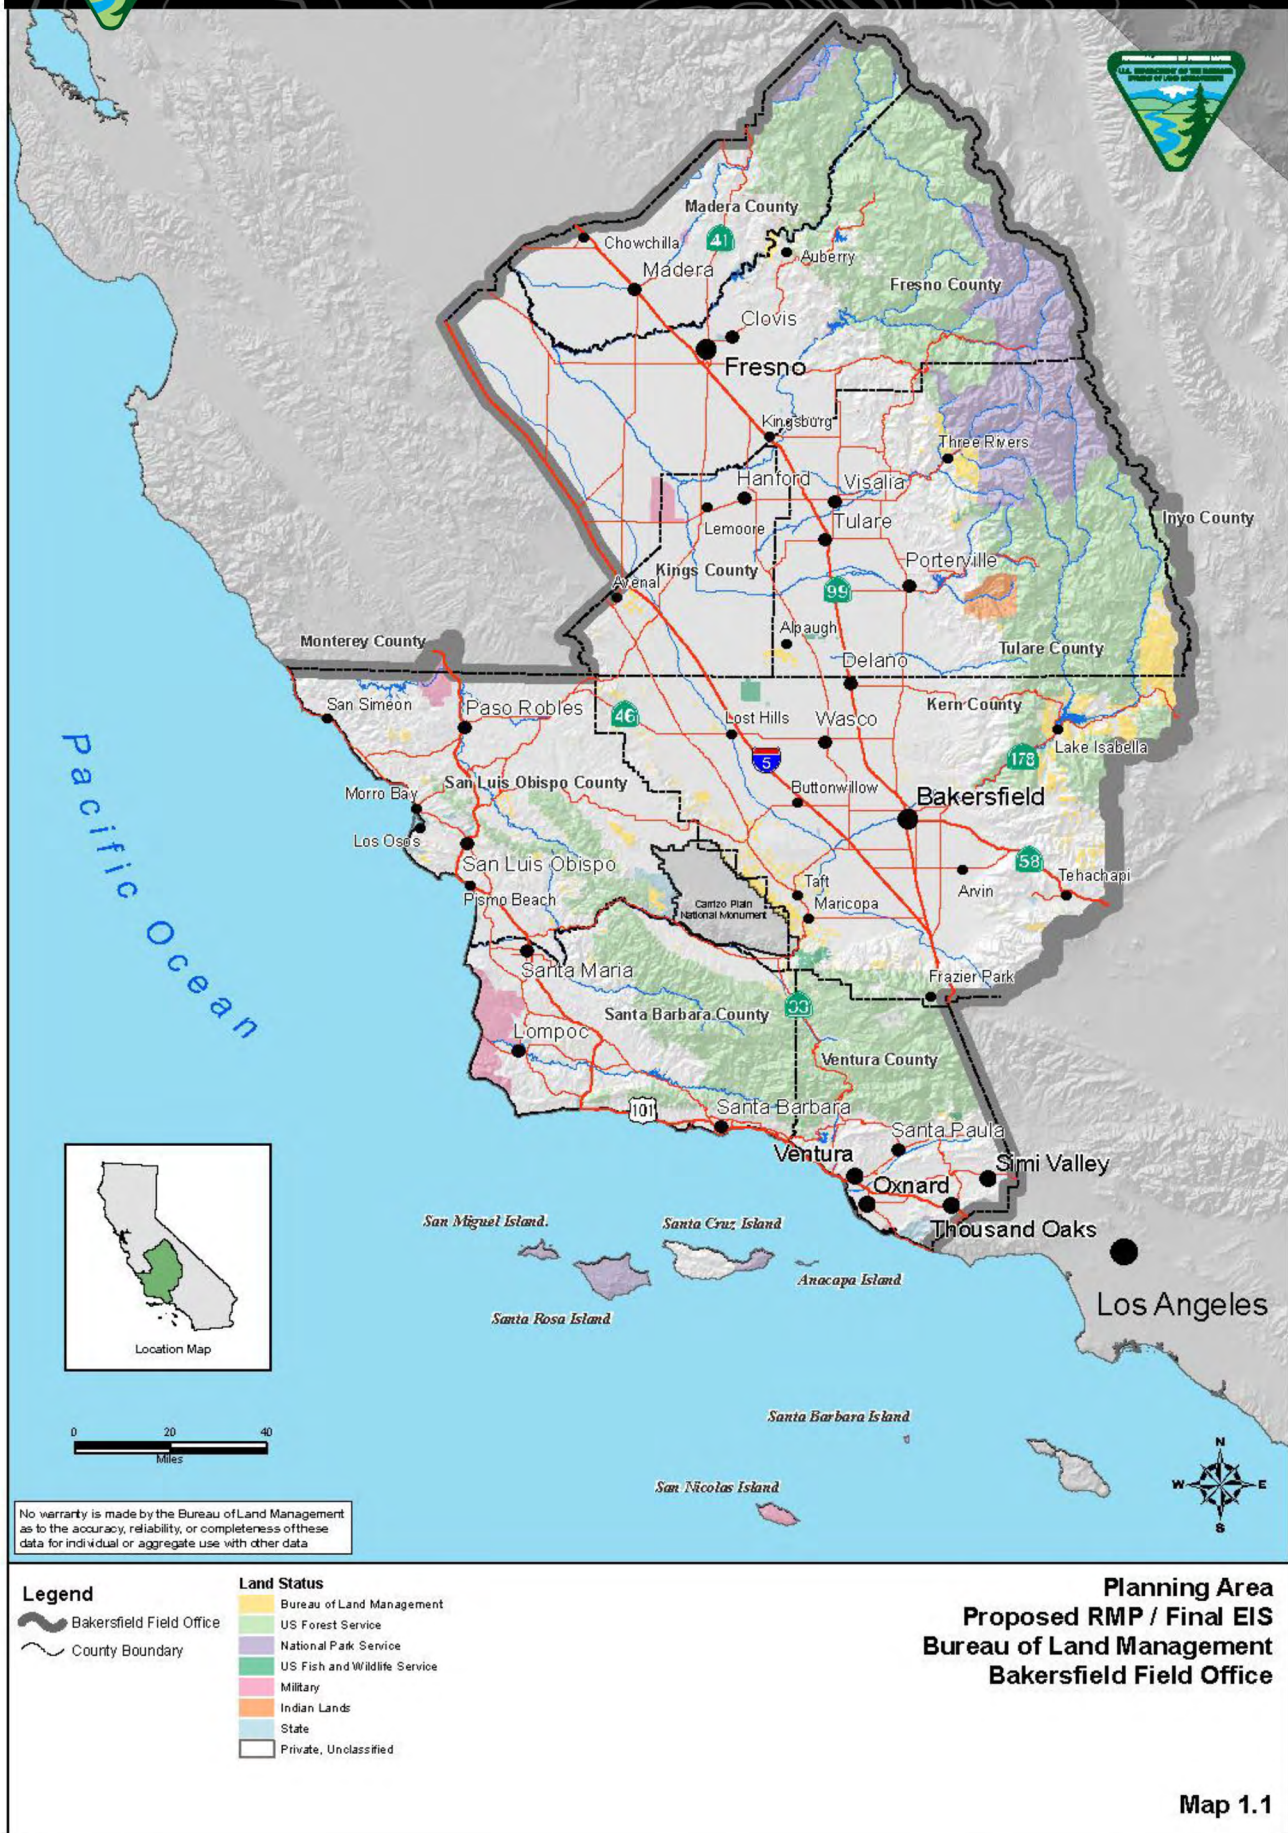 U.S. DEPARTMENT OF THE INTERIOR
BUREAU OF LAND MANAGEMENT
Madera County
41
Chowchilla
Auberry
Madera
Fresno County
Clovis
Fresno
Kingsburg
Three Rivers
Hanford
Visalia
Lemoore
Tulare
Inyo County
Kings County
Porterville
Avenal
99
Alpaugh
Monterey County
Tulare County
Delano
San Simeon
Paso Robles
46
Kern County
Lost Hills
Wasco
Lake Isabella
5
178
San Luis Obispo County
Morro Bay
Buttonwillow
Bakersfield
Los Osos
San Luis Obispo
58
Taft
Arvin
Tehachapi
Pismo Beach
Carrizo Plain
National Monument
Maricopa
Santa Maria
Frazier Park
33
Santa Barbara County
Lompoc
Ventura County
101
Santa Barbara
Santa Paula
Ventura
Simi Valley
Oxnard
Thousand Oaks
Pacific Ocean
San Miguel Island.
Santa Cruz Island
Anacapa Island
Santa Rosa Island
Los Angeles
Location Map
Santa Barbara Island
0 20 40
Miles
San Nicolas Island
N
W E
S
No warranty is made by the Bureau of Land Management
as to the accuracy, reliability, or completeness of these
data for individual or aggregate use with other data
Legend
Bakersfield Field Office
County Boundary
Land Status
Bureau of Land Management
US Forest Service
National Park Service
US Fish and Wildlife Service
Military
Indian Lands
State
Private, Unclassified
Planning Area
Proposed RMP / Final EIS
Bureau of Land Management
Bakersfield Field Office
Map 1.1